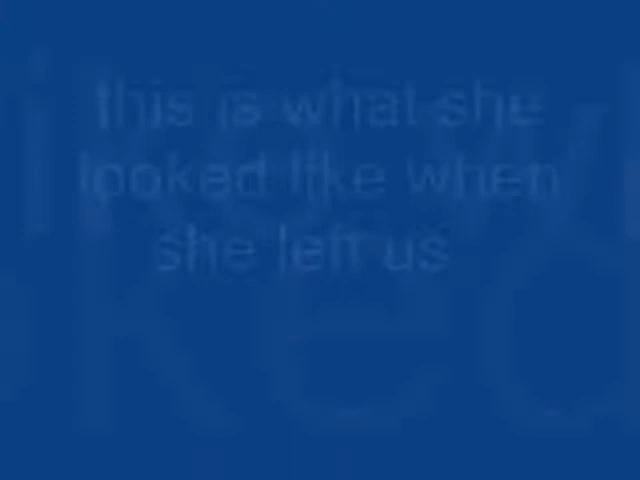 this is what she
looked like when
she left us